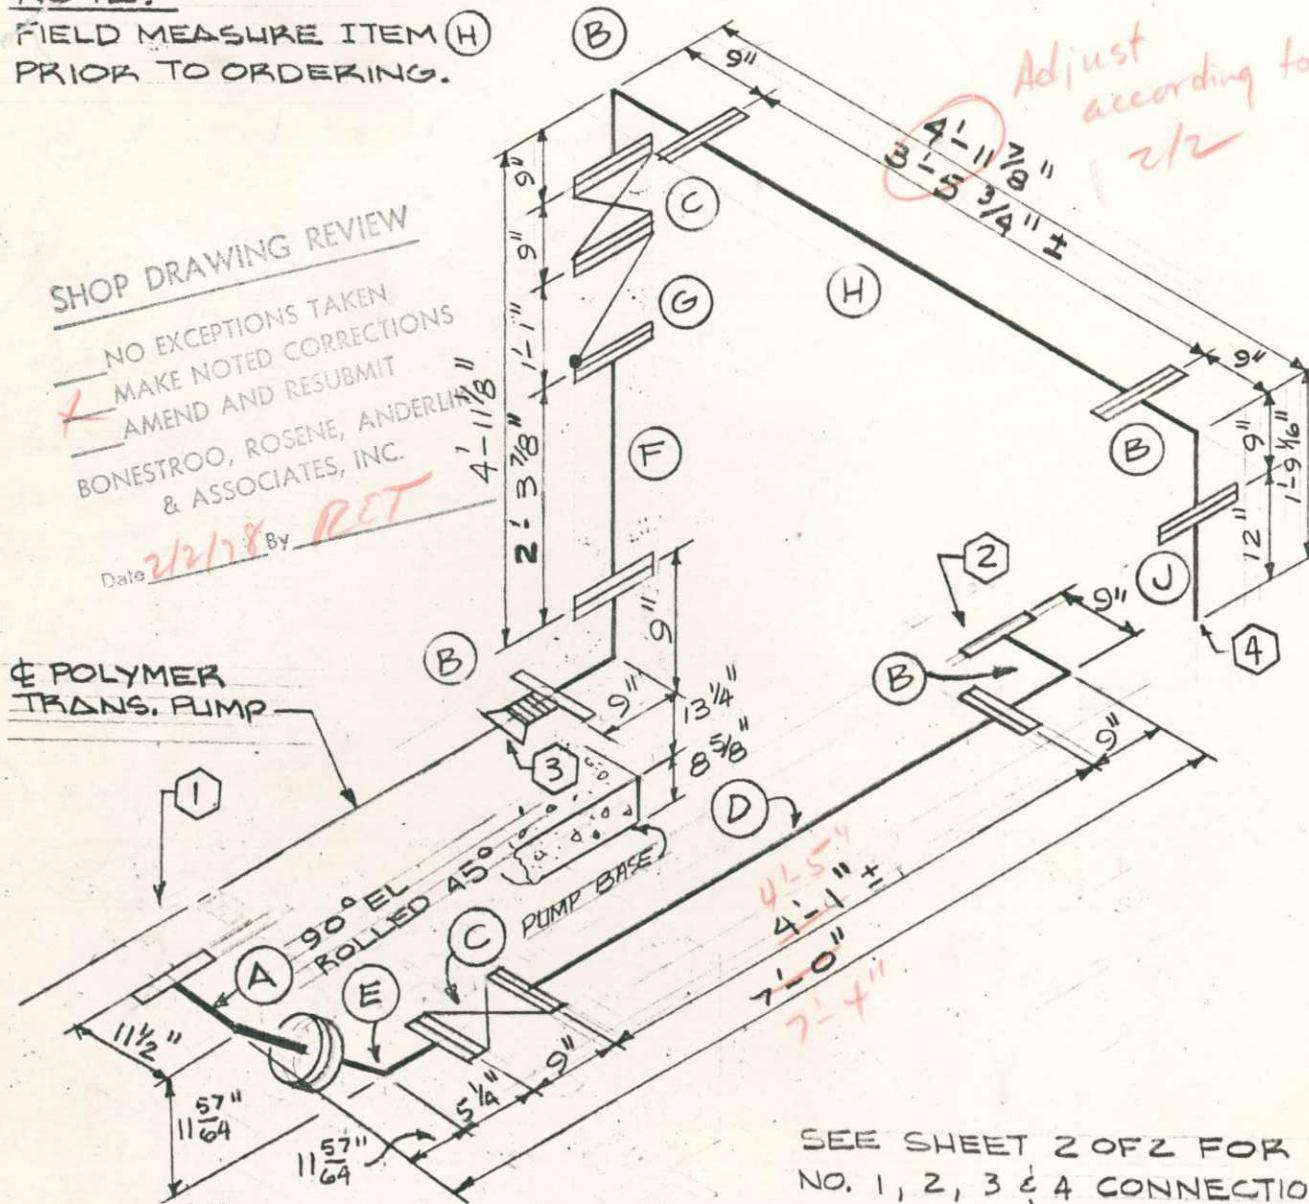 NOTE:
FIELD MEASURE ITEM (H)
PRIOR TO ORDERING.
B
9"
4'-11 7/8"
3'-5 3/4" ±
Adjust
according to
2/2
SHOP DRAWING REVIEW
NO EXCEPTIONS TAKEN
X MAKE NOTED CORRECTIONS
AMEND AND RESUBMIT
BONESTROO, ROSENE, ANDERLIK
& ASSOCIATES, INC.
Date 2/2/78 By RET
9"
9"
1'-1"
2'-3 7/8"
4'-11 1/8"
C
G
H
F
9"
B
9"
1'-9 1/16"
12"
J
4
2
9"
B
9"
B
9"
9"
13 1/4"
8 5/8"
3
℄ POLYMER
TRANS. PUMP
1
90° EL
ROLLED 45°
PUMP BASE
D
A
E
C
4'-5"
4'-1" ±
7'-0"
7'-4"
11 1/2"
11 57/64"
11 57/64"
5 1/4"
9"
SEE SHEET 2 OF 2 FOR
NO. 1, 2, 3 & 4 CONNECTIO